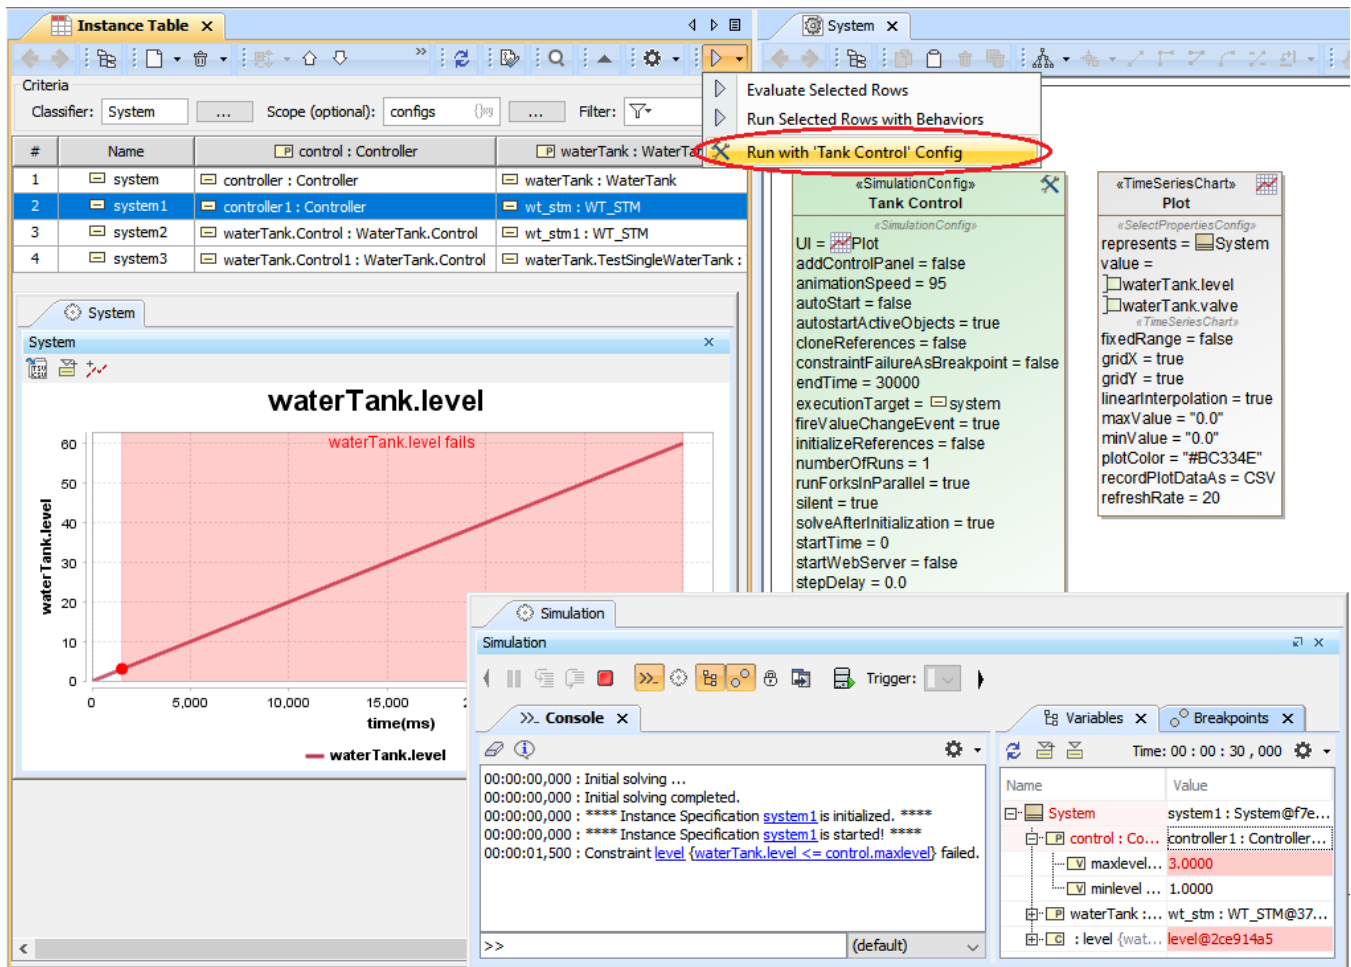 Instance Table
System
Criteria
Classifier: System ... Scope (optional): configs ... Filter:
Evaluate Selected Rows
Run Selected Rows with Behaviors
Run with 'Tank Control' Config
# Name control : Controller waterTank : WaterTan
1 system controller : Controller waterTank : WaterTank
2 system1 controller1 : Controller wt_stm : WT_STM
3 system2 waterTank.Control : WaterTank.Control wt_stm1 : WT_STM
4 system3 waterTank.Control1 : WaterTank.Control waterTank.TestSingleWaterTank :
«SimulationConfig»
Tank Control
«SimulationConfig»
UI = Plot
addControlPanel = false
animationSpeed = 95
autoStart = false
autostartActiveObjects = true
cloneReferences = false
constraintFailureAsBreakpoint = false
endTime = 30000
executionTarget = system
fireValueChangeEvent = true
initializeReferences = false
numberOfRuns = 1
runForksInParallel = true
silent = true
solveAfterInitialization = true
startTime = 0
startWebServer = false
stepDelay = 0.0
«TimeSeriesChart»
Plot
«SelectPropertiesConfig»
represents = System
value =
waterTank.level
waterTank.valve
«TimeSeriesChart»
fixedRange = false
gridX = true
gridY = true
linearInterpolation = true
maxValue = "0.0"
minValue = "0.0"
plotColor = "#BC334E"
recordPlotDataAs = CSV
refreshRate = 20
System
System
TSV
CSV
waterTank.level
waterTank.level fails
waterTank.level
60
50
40
30
20
10
0
0 5,000 10,000 15,000
time(ms)
waterTank.level
Simulation
Simulation
Trigger:
Console
00:00:00,000 : Initial solving ...
00:00:00,000 : Initial solving completed.
00:00:00,000 : **** Instance Specification system1 is initialized. ****
00:00:00,000 : **** Instance Specification system1 is started! ****
00:00:01,500 : Constraint level {waterTank.level <= control.maxlevel} failed.
>> (default)
Variables Breakpoints
Time: 00 : 00 : 30 , 000
Name Value
System system1 : System@f7e...
control : Co... controller1 : Controller...
maxlevel... 3.0000
minlevel ... 1.0000
waterTank :... wt_stm : WT_STM@37...
: level {wat... level@2ce914a5